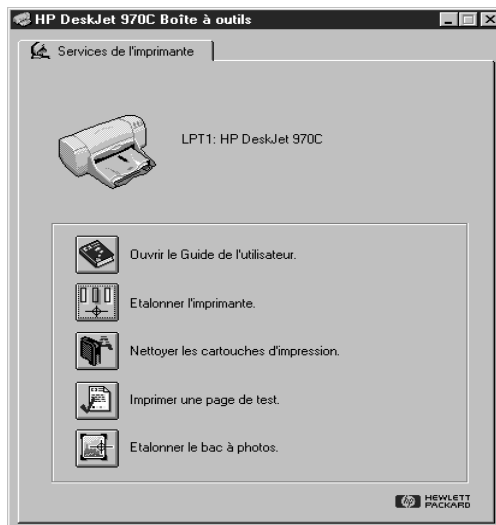 HP DeskJet 970C Boîte à outils
Services de l'imprimante
LPT1: HP DeskJet 970C
Ouvrir le Guide de l'utilisateur.
Etalonner l'imprimante.
Nettoyer les cartouches d'impression.
Imprimer une page de test.
Etalonner le bac à photos.
hp HEWLETT
PACKARD